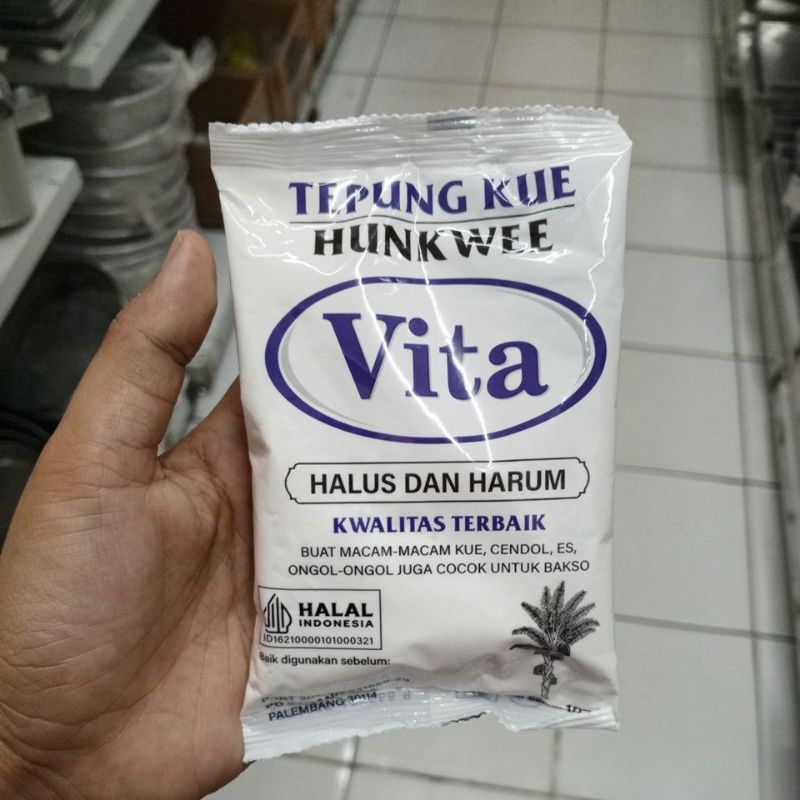 TEPUNG KUE
HUNKWEE
Vita
HALUS DAN HARUM
KWALITAS TERBAIK
BUAT MACAM-MACAM KUE, CENDOL, ES,
ONGOL-ONGOL JUGA COCOK UNTUK BAKSO
HALAL
INDONESIA
ID16210000101000321
Baik digunakan sebelum:
PALEMBANG 30114